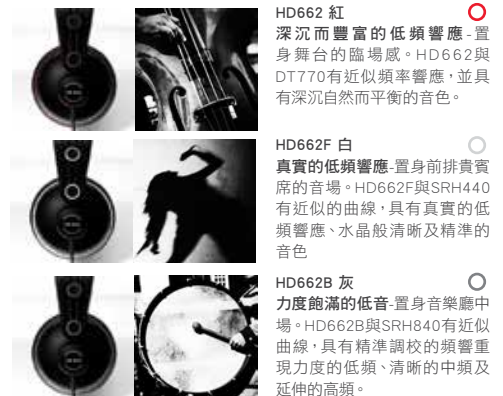 HD662 紅
深沉而豐富的低頻響應-置
身舞台的臨場感。HD662與
DT770有近似頻率響應，並具
有深沉自然而平衡的音色。
HD662F 白
真實的低頻響應-置身前排貴賓
席的音場。HD662F與SRH440
有近似的曲線，具有真實的低
頻響應、水晶般清晰及精準的
音色
HD662B 灰
力度飽滿的低音-置身音樂廳中
場。HD662B與SRH840有近似
曲線，具有精準調校的頻響重
現力度的低頻、清晰的中頻及
延伸的高頻。